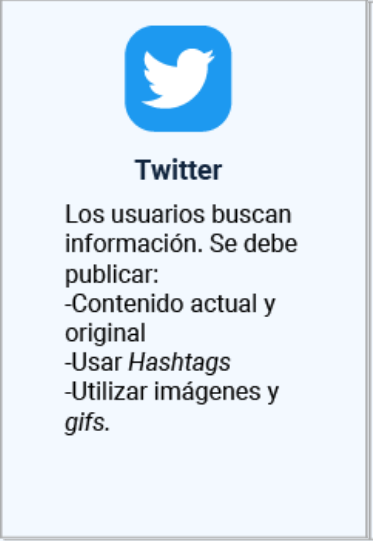 Twitter
Los usuarios buscan
información. Se debe
publicar:
-Contenido actual y
original
-Usar Hashtags
-Utilizar imágenes y
gifs.